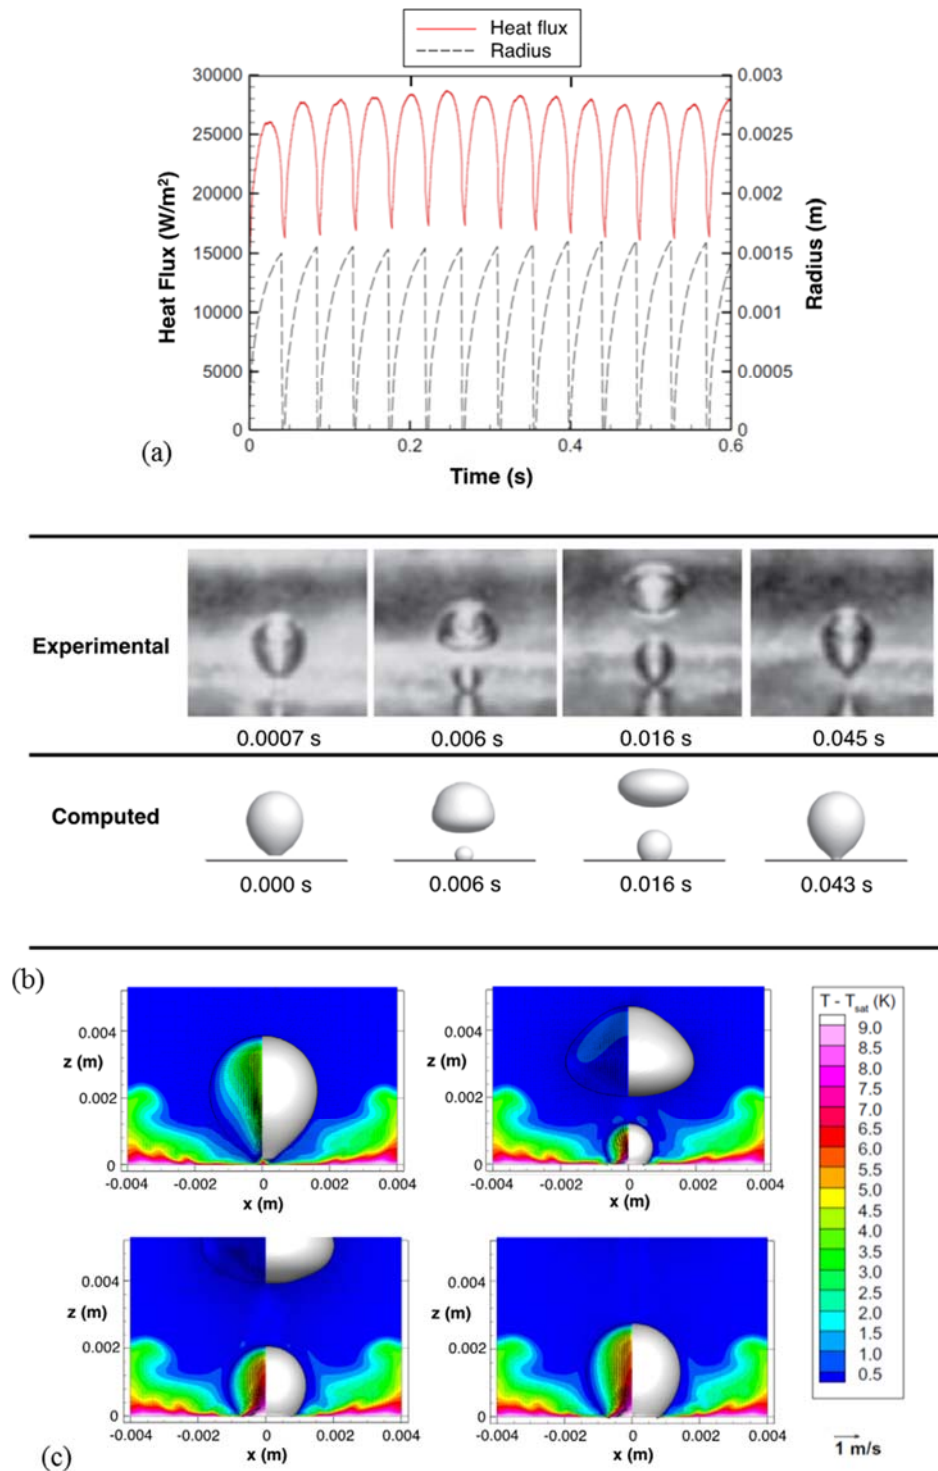 Heat flux
Radius
30000
25000
20000
15000
10000
5000
0
Heat Flux (W/m²)
0.003
0.0025
0.002
0.0015
0.001
0.0005
0
Radius (m)
0 0.2 0.4 0.6
Time (s)
(a)
Experimental
0.0007 s 0.006 s 0.016 s 0.045 s
Computed
0.000 s 0.006 s 0.016 s 0.043 s
(b)
z (m)
0.004
0.002
0
-0.004 -0.002 0 0.002 0.004
x (m)
z (m)
0.004
0.002
0
-0.004 -0.002 0 0.002 0.004
x (m)
T - Tsat (K)
9.0
8.5
8.0
7.5
7.0
6.5
6.0
5.5
5.0
4.5
4.0
3.5
3.0
2.5
2.0
1.5
1.0
0.5
z (m)
0.004
0.002
0
-0.004 -0.002 0 0.002 0.004
x (m)
z (m)
0.004
0.002
0
-0.004 -0.002 0 0.002 0.004
x (m)
1 m/s
(c)